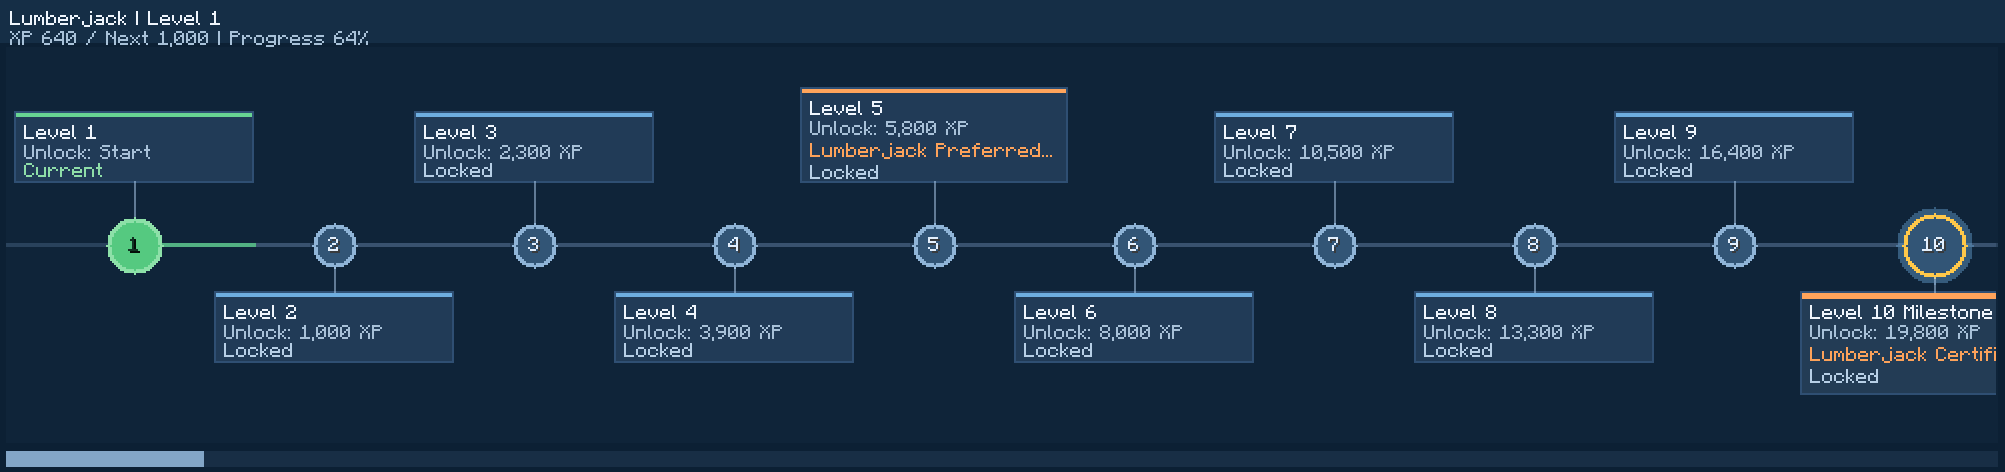 Lumberjack | Level 1
XP 640 / Next 1,000 | Progress 64%
Level 1
Unlock: Start
Current
Level 3
Unlock: 2,300 XP
Locked
Level 5
Unlock: 5,800 XP
Lumberjack Preferred...
Locked
Level 7
Unlock: 10,500 XP
Locked
Level 9
Unlock: 16,400 XP
Locked
1
2
3
4
5
6
7
8
9
10
Level 2
Unlock: 1,000 XP
Locked
Level 4
Unlock: 3,900 XP
Locked
Level 6
Unlock: 8,000 XP
Locked
Level 8
Unlock: 13,300 XP
Locked
Level 10 Milestone
Unlock: 19,800 XP
Lumberjack Certifi
Locked